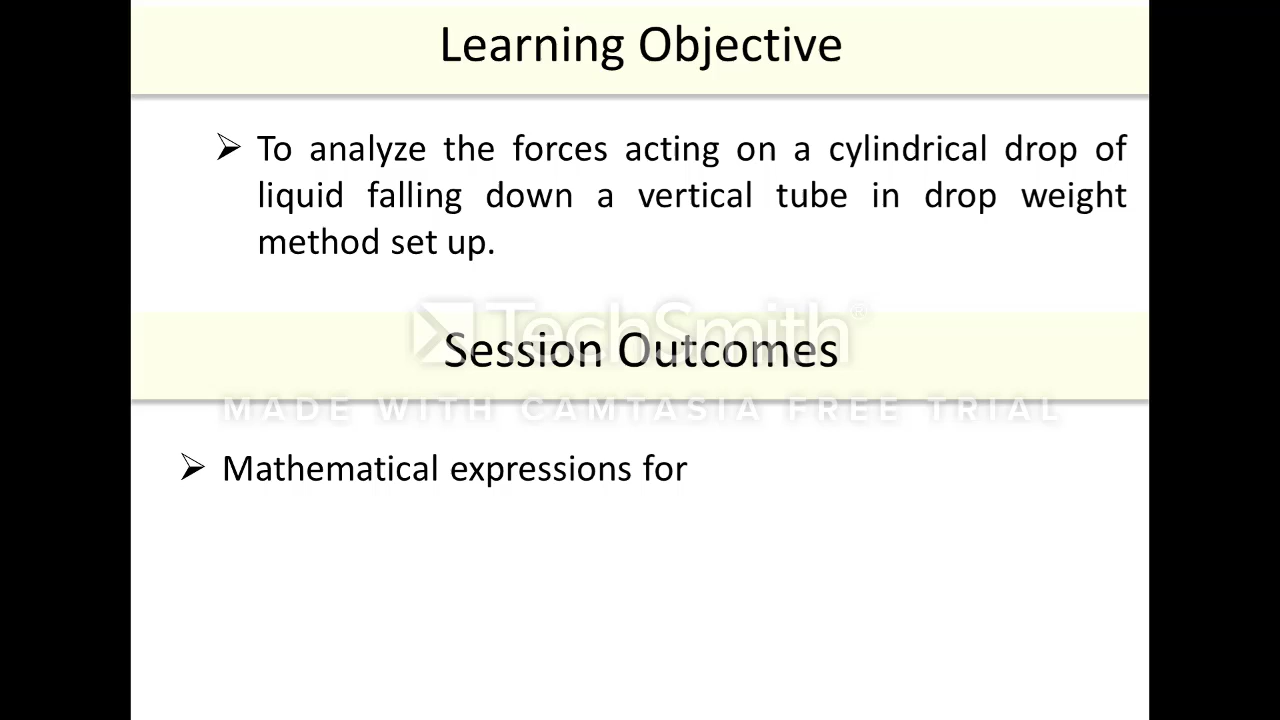 Learning Objective
➢ To analyze the forces acting on a cylindrical drop of
liquid falling down a vertical tube in drop weight
method set up.
TechSmith®
Session Outcomes
MADE WITH CAMTASIA FREE TRIAL
➢ Mathematical expressions for